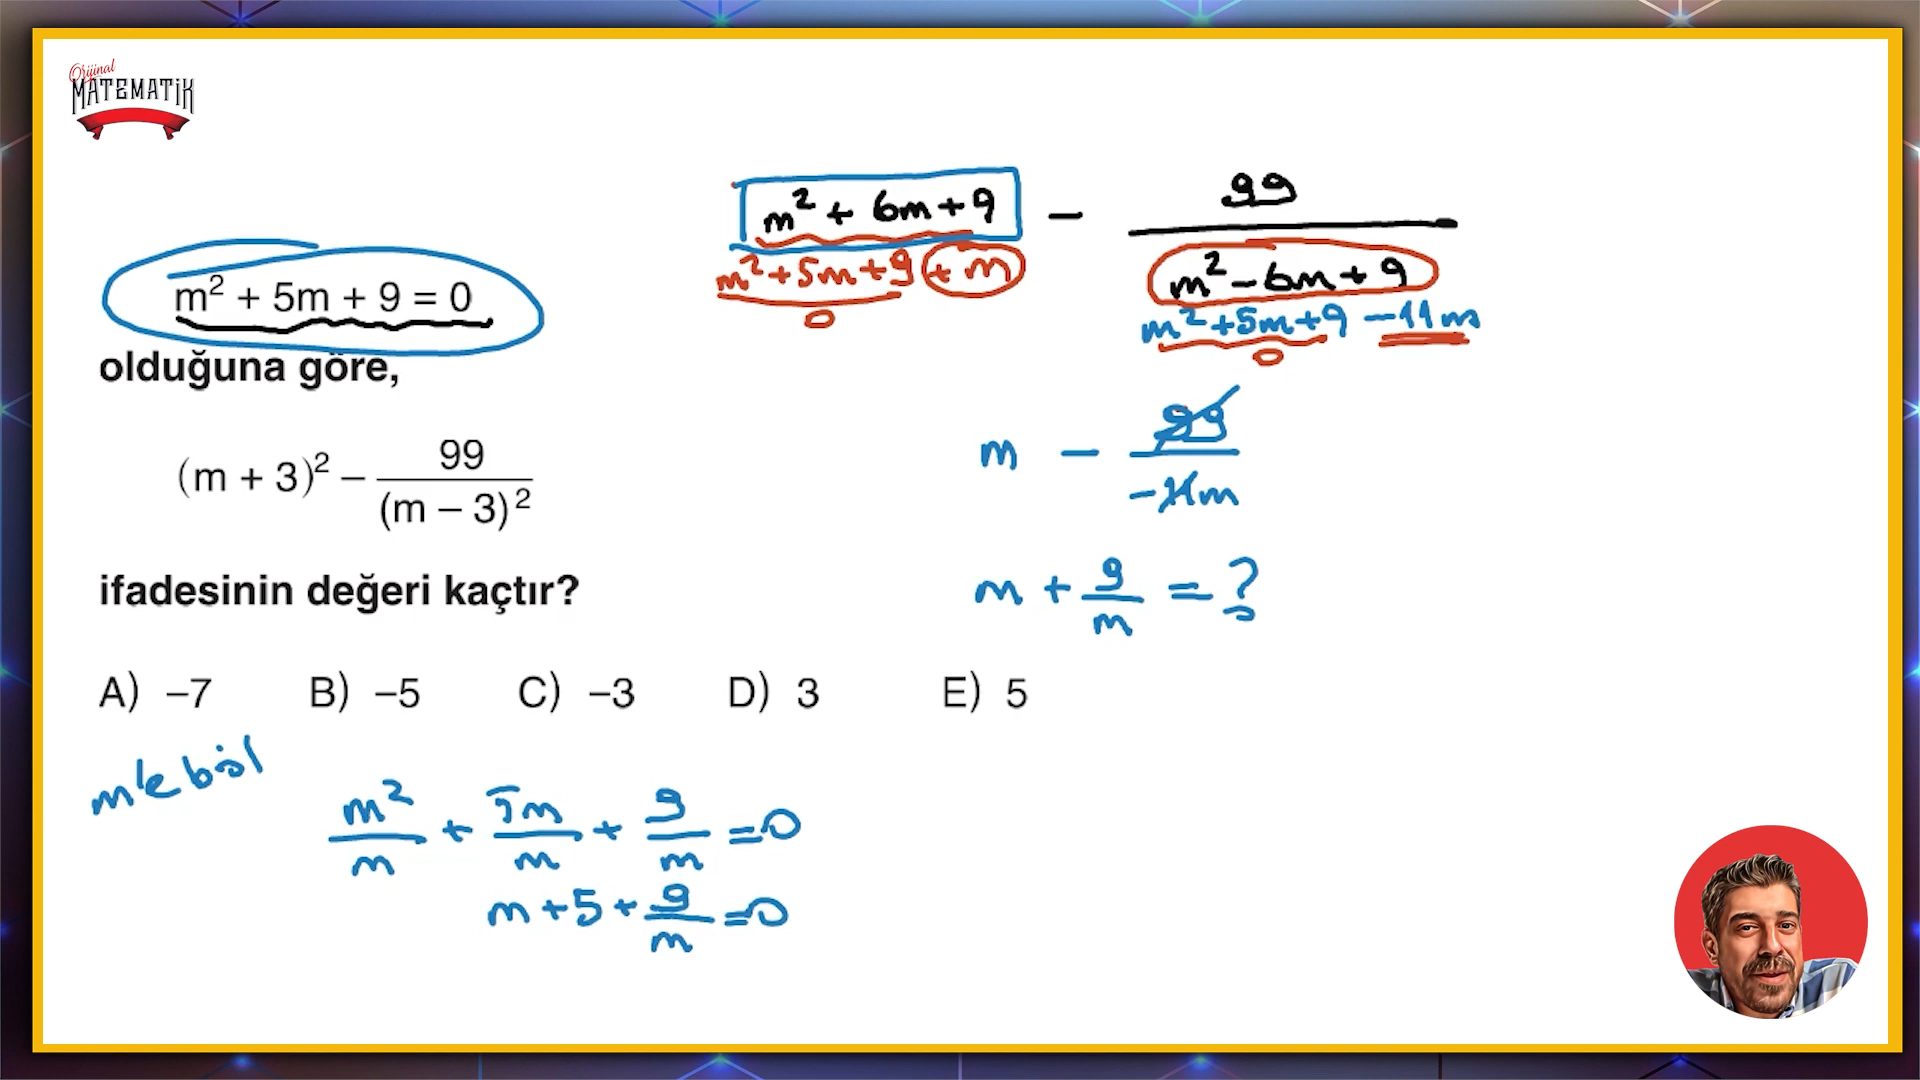 Orijinal
MATEMATİK
m² + 5m + 9 = 0
olduğuna göre,
(m + 3)² – 99/(m – 3)²
ifadesinin değeri kaçtır?
A) –7 B) –5 C) –3 D) 3 E) 5
m² + 6m + 9 – 99/(m² – 6m + 9)
m² + 5m + 9 + m
0
m² + 5m + 9 – 11m
0
m – 99/–11m
m + 9/m = ?
m'e böl
m²/m + 5m/m + 9/m = 0
m + 5 + 9/m = 0